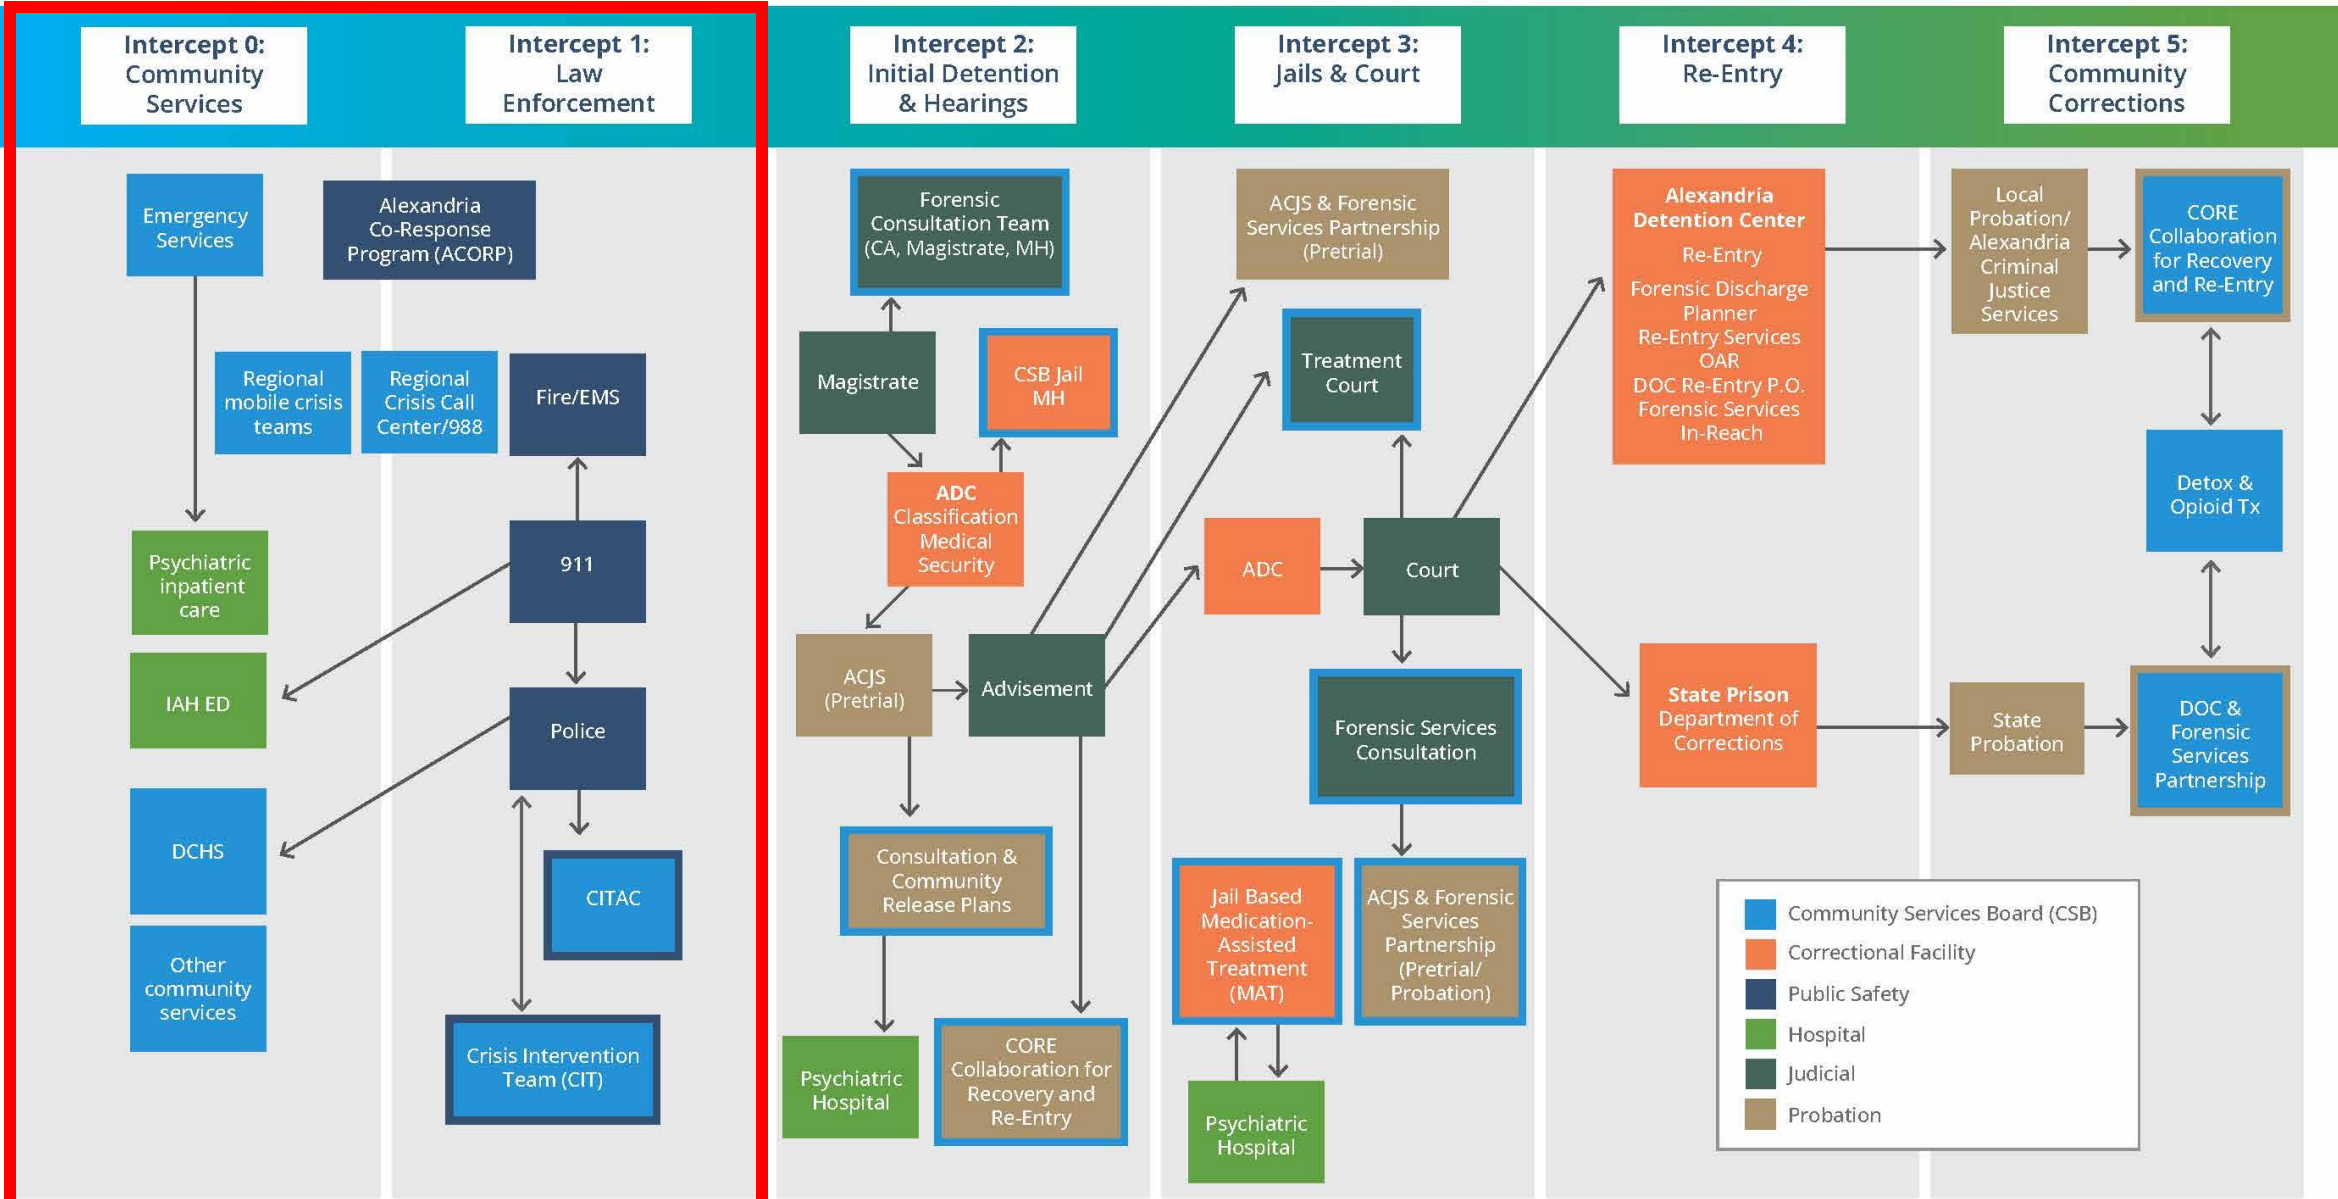 Intercept 0:
Community
Services
Intercept 1:
Law
Enforcement
Intercept 2:
Initial Detention
& Hearings
Intercept 3:
Jails & Court
Intercept 4:
Re-Entry
Intercept 5:
Community
Corrections
Emergency
Services
Alexandria
Co-Response
Program (ACORP)
Regional
mobile crisis
teams
Regional
Crisis Call
Center/988
Fire/EMS
Psychiatric
inpatient
care
911
IAH ED
Police
DCHS
CITAC
Other
community
services
Crisis Intervention
Team (CIT)
Forensic
Consultation Team
(CA, Magistrate, MH)
Magistrate
CSB Jail
MH
ADC
Classification
Medical
Security
ACJS
(Pretrial)
Advisement
Consultation &
Community
Release Plans
Psychiatric
Hospital
CORE
Collaboration for
Recovery and
Re-Entry
ACJS & Forensic
Services Partnership
(Pretrial)
Treatment
Court
ADC
Court
Forensic Services
Consultation
Jail Based
Medication-
Assisted
Treatment
(MAT)
ACJS & Forensic
Services
Partnership
(Pretrial/
Probation)
Psychiatric
Hospital
Alexandria
Detention Center
Re-Entry
Forensic Discharge
Planner
Re-Entry Services
OAR
DOC Re-Entry P.O.
Forensic Services
In-Reach
State Prison
Department of
Corrections
Local
Probation/
Alexandria
Criminal
Justice
Services
CORE
Collaboration
for Recovery
and Re-Entry
Detox &
Opioid Tx
State
Probation
DOC &
Forensic
Services
Partnership
Community Services Board (CSB)
Correctional Facility
Public Safety
Hospital
Judicial
Probation